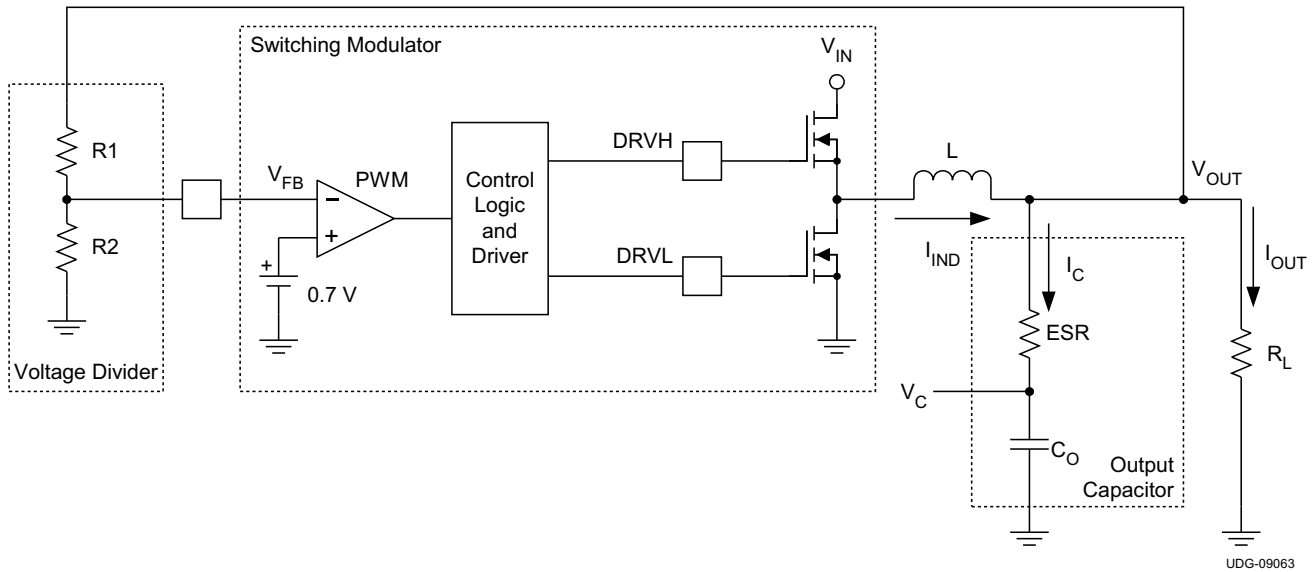 Switching Modulator
V_IN
R1
DRVH
L
V_OUT
V_FB
PWM
Control
Logic
and
Driver
−
+
R2
DRVL
I_IND
I_C
I_OUT
+
0.7 V
ESR
R_L
Voltage Divider
V_C
C_O
Output
Capacitor
UDG-09063